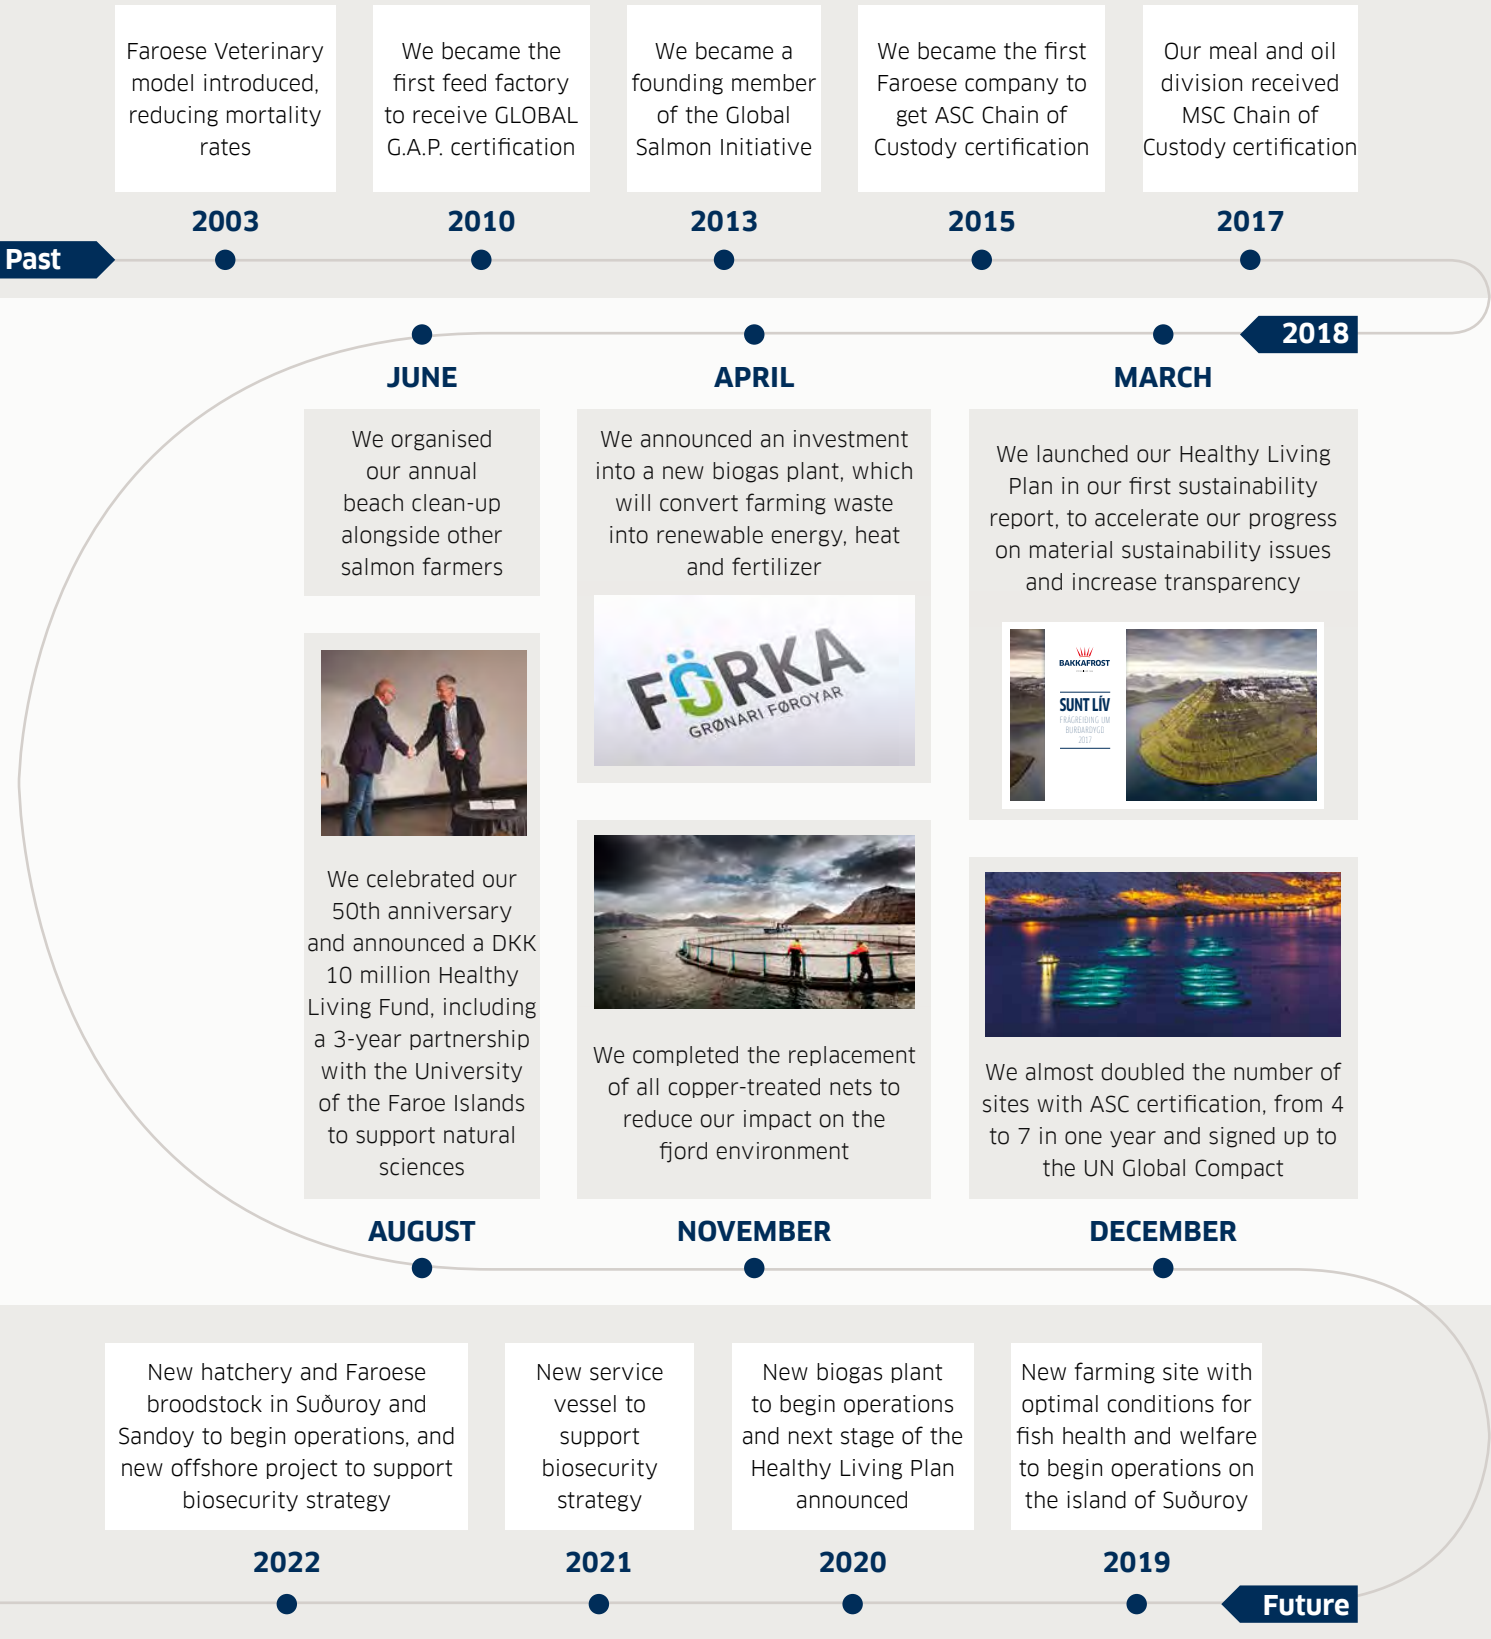 Faroese Veterinary
model introduced,
reducing mortality
rates
2003
We became the
first feed factory
to receive GLOBAL
G.A.P. certification
2010
We became a
founding member
of the Global
Salmon Initiative
2013
We became the first
Faroese company to
get ASC Chain of
Custody certification
2015
Our meal and oil
division received
MSC Chain of
Custody certification
2017
Past
2018
MARCH
We launched our Healthy Living
Plan in our first sustainability
report, to accelerate our progress
on material sustainability issues
and increase transparency
BAKKAFROST
SUNT LÍV
FRÁGREIÐING UM
BURÐARDYGD
2017
APRIL
We announced an investment
into a new biogas plant, which
will convert farming waste
into renewable energy, heat
and fertilizer
FÖRKA
GRØNARI FØROYAR
JUNE
We organised
our annual
beach clean-up
alongside other
salmon farmers
We celebrated our
50th anniversary
and announced a DKK
10 million Healthy
Living Fund, including
a 3-year partnership
with the University
of the Faroe Islands
to support natural
sciences
AUGUST
We completed the replacement
of all copper-treated nets to
reduce our impact on the
fjord environment
NOVEMBER
We almost doubled the number of
sites with ASC certification, from 4
to 7 in one year and signed up to
the UN Global Compact
DECEMBER
Future
New farming site with
optimal conditions for
fish health and welfare
to begin operations on
the island of Suðuroy
2019
New biogas plant
to begin operations
and next stage of the
Healthy Living Plan
announced
2020
New service
vessel to
support
biosecurity
strategy
2021
New hatchery and Faroese
broodstock in Suðuroy and
Sandoy to begin operations, and
new offshore project to support
biosecurity strategy
2022